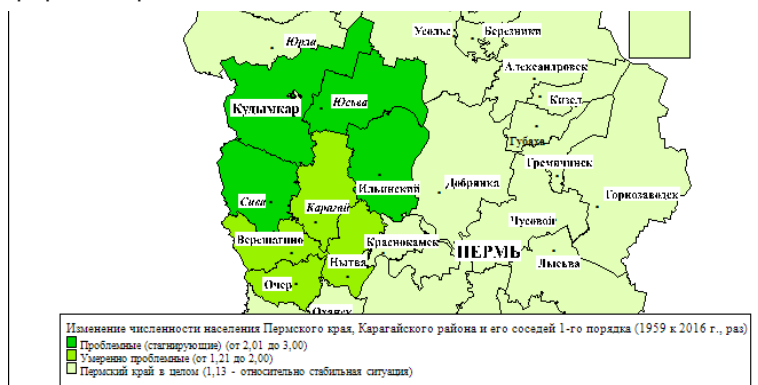 Юрла
Усолье
Березники
Александровск
Кизел
Кудымкар
Юсьва
Губаха
Гремячинск
Ильинский
Добрянка
Горнозаводск
Сива
Карагай
Чусовой
Верещагино
Краснокамск
ПЕРМЬ
Лысьва
Нытва
Очер
Оханск
Изменение численности населения Пермского края, Карагайского района и его соседей 1-го порядка (1959 к 2016 г., раз)
Проблемные (стагнирующие) (от 2,01 до 3,00)
Умеренно проблемные (от 1,21 до 2,00)
Пермский край в целом (1,13 - относительно стабильная ситуация)